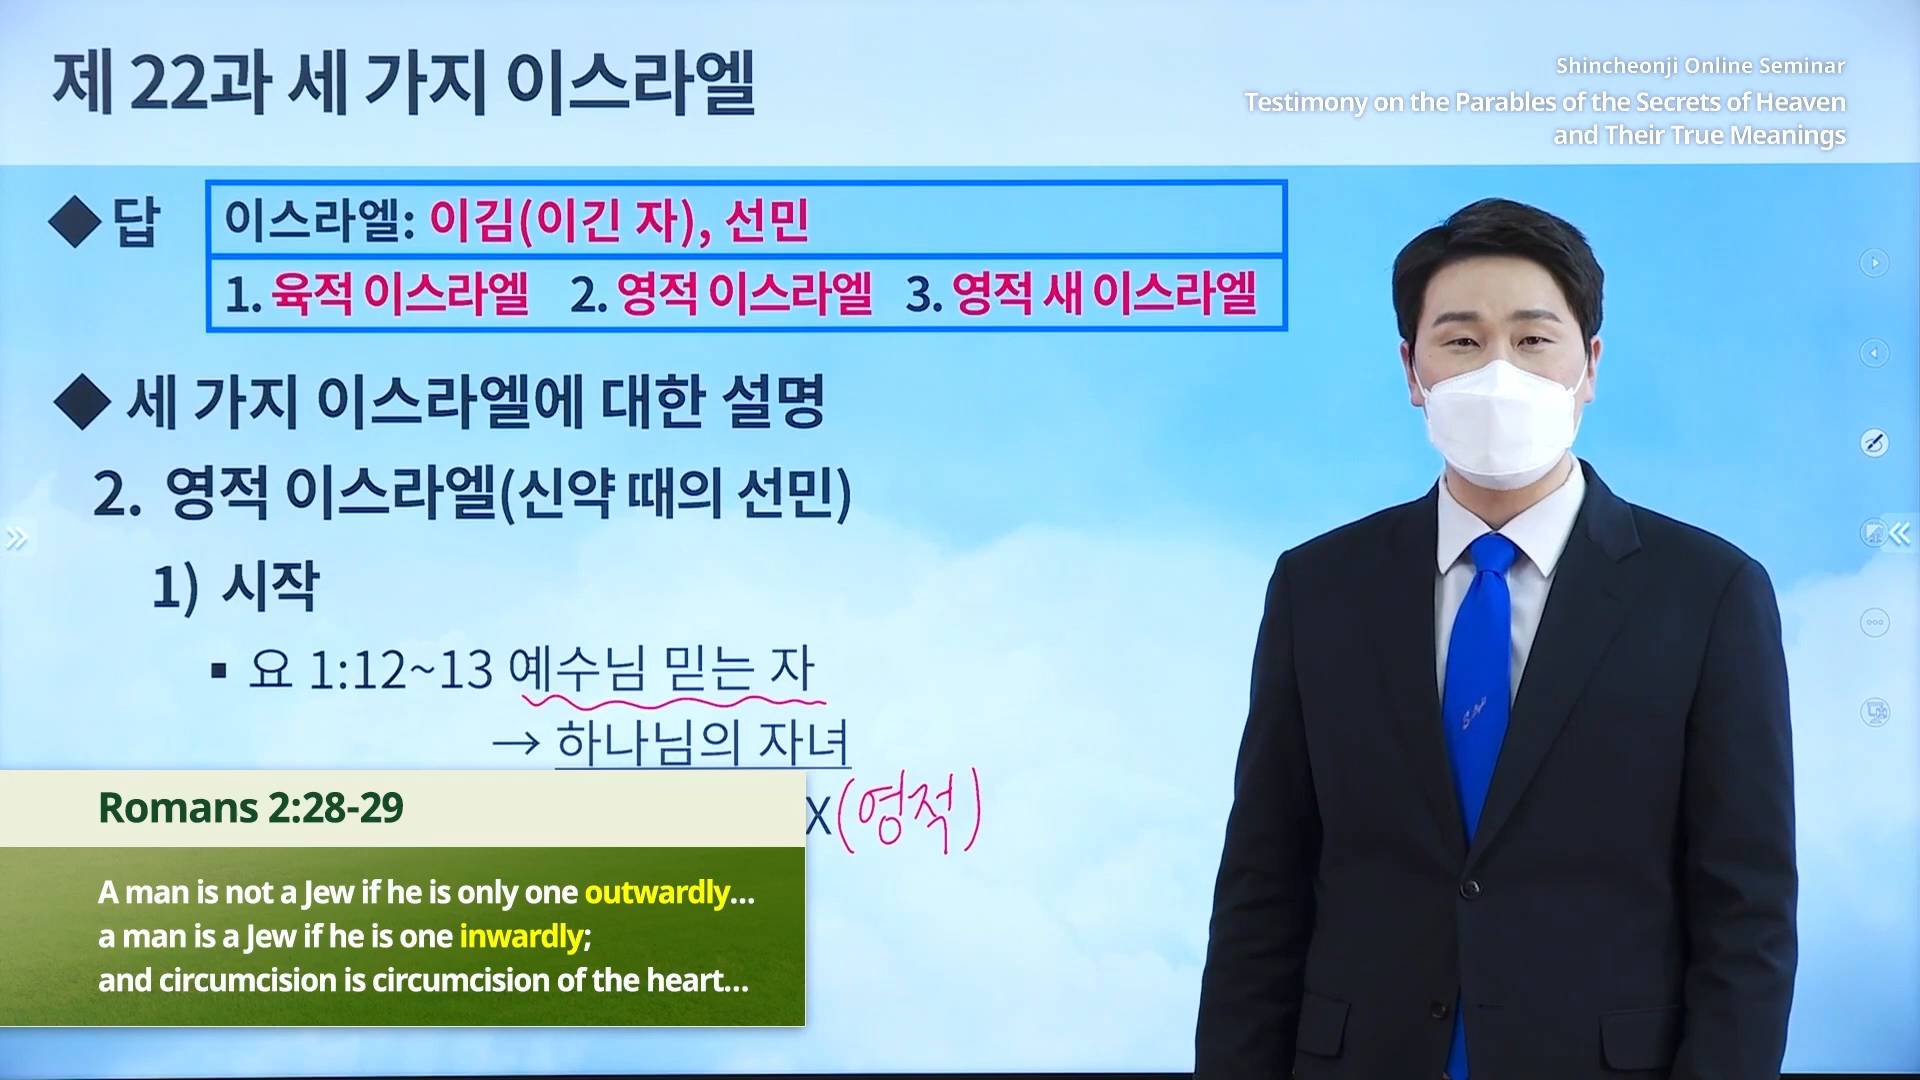 제 22과 세 가지 이스라엘
Shincheonji Online Seminar
Testimony on the Parables of the Secrets of Heaven
and Their True Meanings
◆ 답
이스라엘: 이김(이긴 자), 선민
1. 육적 이스라엘 2. 영적 이스라엘 3. 영적 새 이스라엘
◆ 세 가지 이스라엘에 대한 설명
2. 영적 이스라엘(신약 때의 선민)
1) 시작
▪ 요 1:12~13 예수님 믿는 자
→ 하나님의 자녀
X(영적)
Romans 2:28-29
A man is not a Jew if he is only one outwardly...
a man is a Jew if he is one inwardly;
and circumcision is circumcision of the heart...